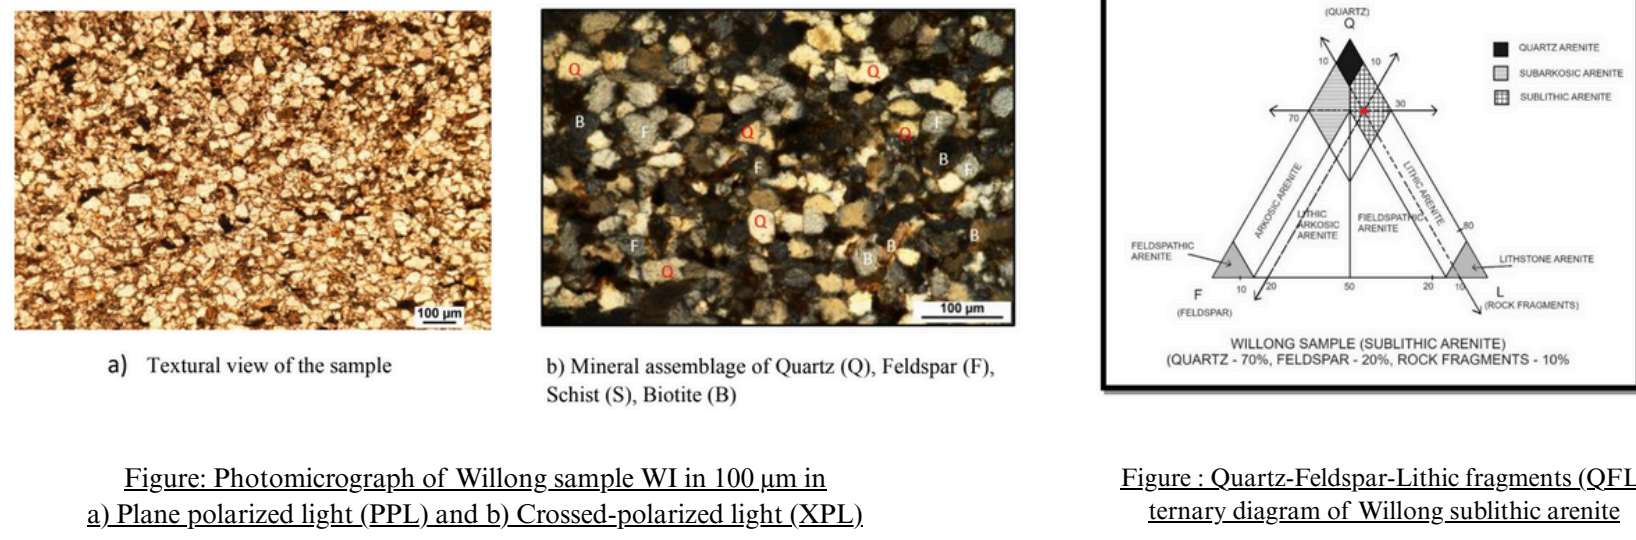 100 µm
a) Textural view of the sample
Q
Q
B
F
Q
Q
F
F
B
F
Q
F
B
B
B
Q
100 µm
b) Mineral assemblage of Quartz (Q), Feldspar (F),
Schist (S), Biotite (B)
Figure: Photomicrograph of Willong sample WI in 100 µm in
a) Plane polarized light (PPL) and b) Crossed-polarized light (XPL)
(QUARTZ)
Q
10
10
30
70
QUARTZ ARENITE
SUBARKOSIC ARENITE
SUBLITHIC ARENITE
ARKOSIC ARENITE
LITHIC ARENITE
LITHIC
ARKOSIC
ARENITE
FIELDSPATHIC
ARENITE
80
FELDSPATHIC
ARENITE
LITHSTONE ARENITE
F
10
20
50
20
10
L
(FELDSPAR)
(ROCK FRAGMENTS)
WILLONG SAMPLE (SUBLITHIC ARENITE)
(QUARTZ - 70%, FELDSPAR - 20%, ROCK FRAGMENTS - 10%
Figure : Quartz-Feldspar-Lithic fragments (QFL
ternary diagram of Willong sublithic arenite